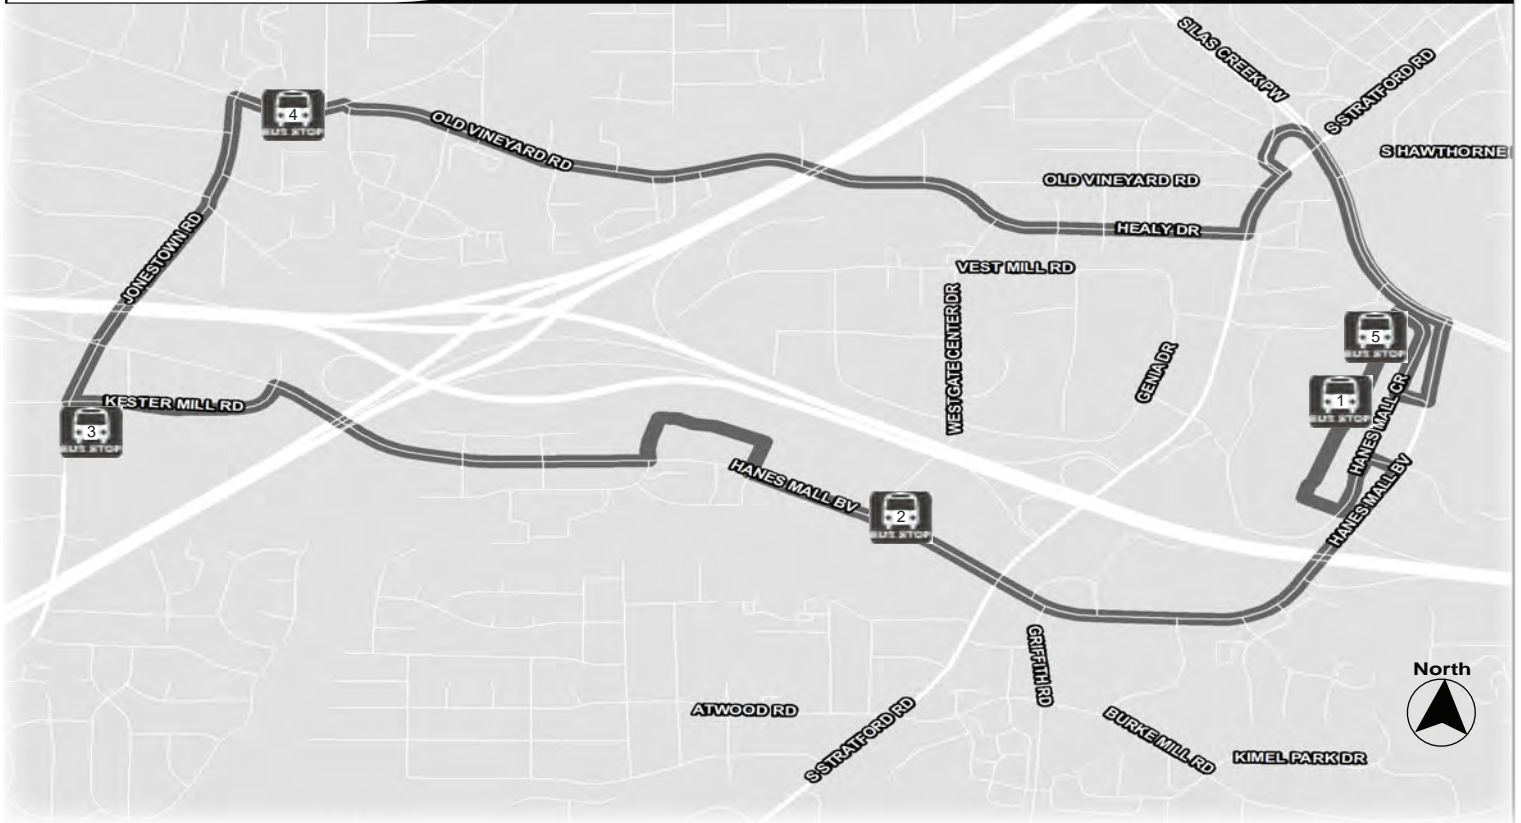 SILAS CREEK PW
S STRATFORD RD
S HAWTHORNE
4
BUS STOP
OLD VINEYARD RD
OLD VINEYARD RD
HEALY DR
JONESTOWN RD
VEST MILL RD
WESTGATE CENTER DR
GENIA DR
5
BUS STOP
1
BUS STOP
HANES MALL CR
HANES MALL BV
KESTER MILL RD
3
BUS STOP
HANES MALL BV
2
BUS STOP
GRIFFITH RD
North
ATWOOD RD
S STRATFORD RD
BURKE MILL RD
KIMEL PARK DR